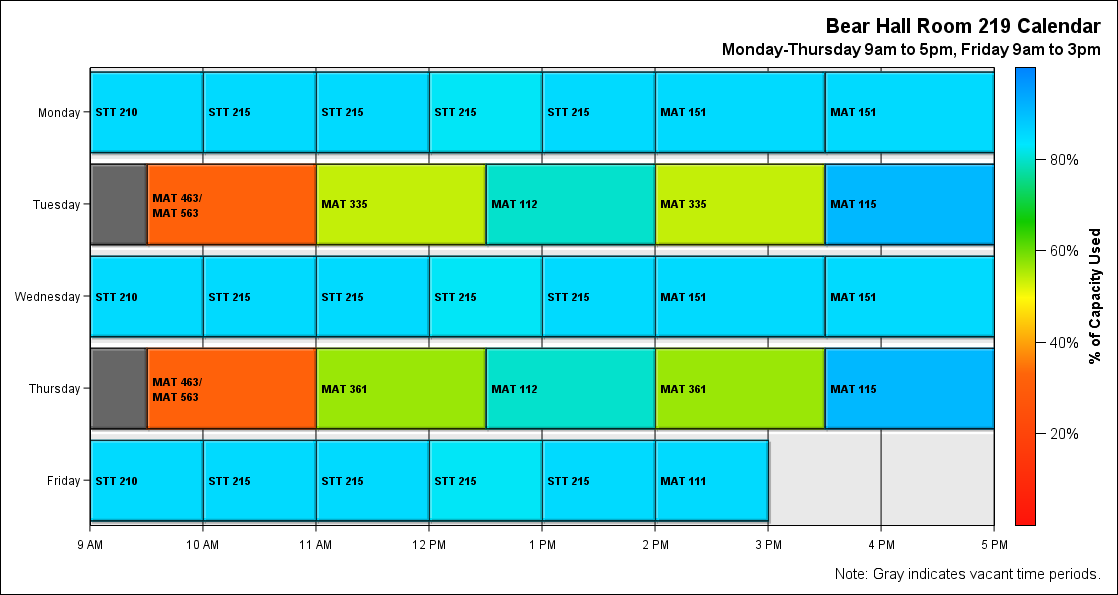 Bear Hall Room 219 Calendar
Monday-Thursday 9am to 5pm, Friday 9am to 3pm
Monday
STT 210
STT 215
STT 215
STT 215
STT 215
MAT 151
MAT 151
Tuesday
MAT 463/
MAT 563
MAT 335
MAT 112
MAT 335
MAT 115
Wednesday
STT 210
STT 215
STT 215
STT 215
STT 215
MAT 151
MAT 151
Thursday
MAT 463/
MAT 563
MAT 361
MAT 112
MAT 361
MAT 115
Friday
STT 210
STT 215
STT 215
STT 215
STT 215
MAT 111
9 AM
10 AM
11 AM
12 PM
1 PM
2 PM
3 PM
4 PM
5 PM
80%
60%
40%
20%
% of Capacity Used
Note: Gray indicates vacant time periods.